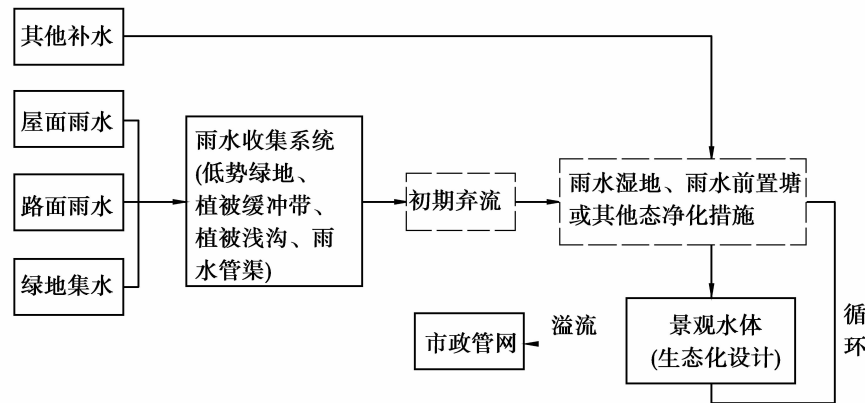 其他补水
屋面雨水
路面雨水
绿地集水
雨水收集系统
(低势绿地、
植被缓冲带、
植被浅沟、雨
水管渠)
初期弃流
雨水湿地、雨水前置塘
或其他态净化措施
市政管网
溢流
景观水体
(生态化设计)
循
环